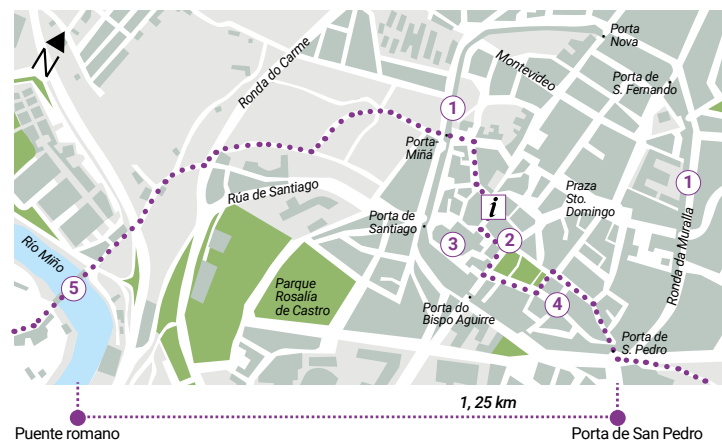 N
Ronda do Carme
Porta
Nova
Montevideo
Porta de
S. Fernando
1
Porta-
Miñá
1
Rúa de Santiago
i
Praza
Sto.
Domingo
Porta de
Santiago
3
2
Ronda da Muralla
Río Miño
5
Parque
Rosalía
de Castro
Porta do
Bispo Aguirre
4
Porta de
S. Pedro
1, 25 km
Puente romano
Porta de San Pedro